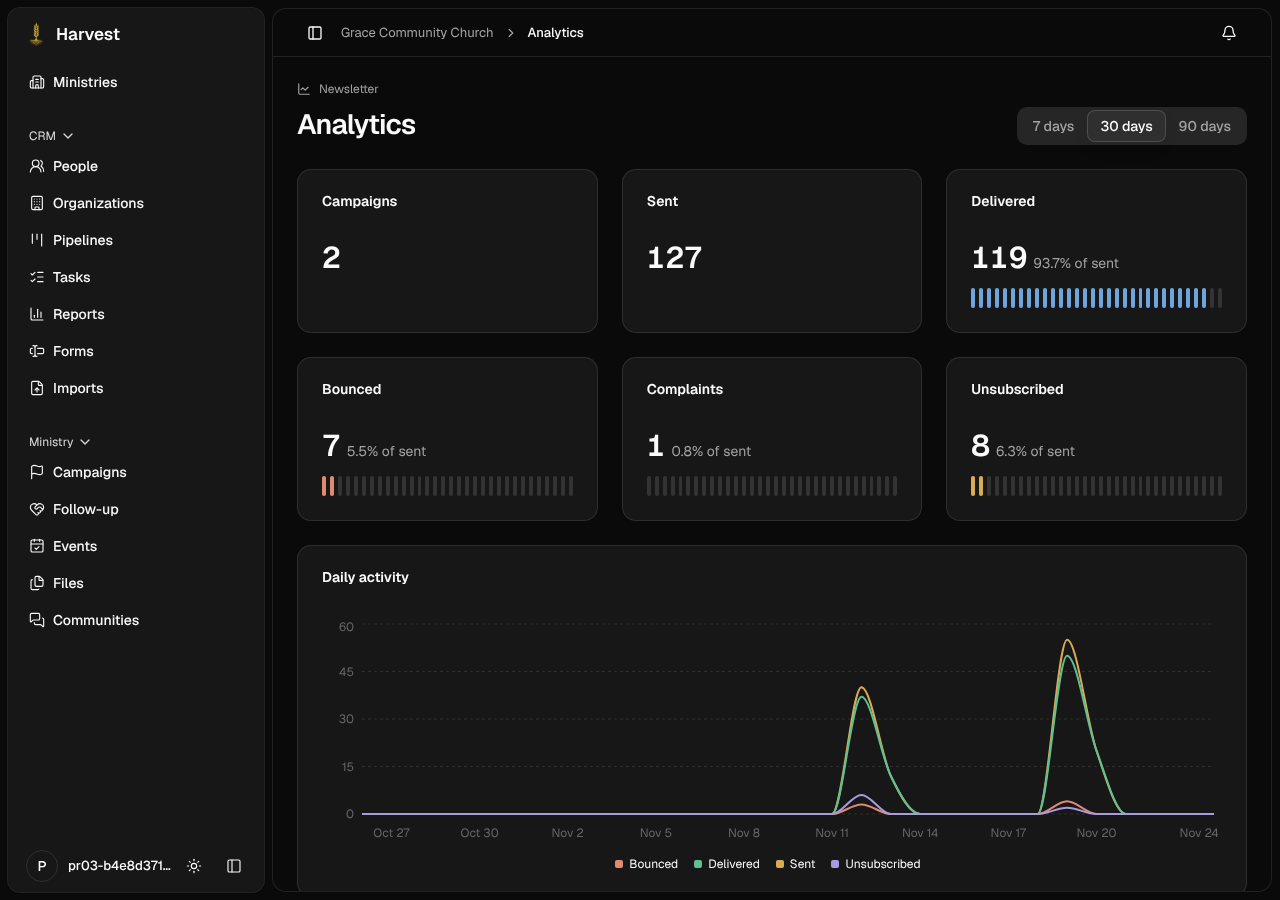 Harvest
Ministries
CRM
People
Organizations
Pipelines
Tasks
Reports
Forms
Imports
Ministry
Campaigns
Follow-up
Events
Files
Communities
P pr03-b4e8d371...
Grace Community Church > Analytics
Newsletter
Analytics
7 days 30 days 90 days
Campaigns
2
Sent
127
Delivered
119 93.7% of sent
Bounced
7 5.5% of sent
Complaints
1 0.8% of sent
Unsubscribed
8 6.3% of sent
Daily activity
60
45
30
15
0
Oct 27 Oct 30 Nov 2 Nov 5 Nov 8 Nov 11 Nov 14 Nov 17 Nov 20 Nov 24
Bounced Delivered Sent Unsubscribed